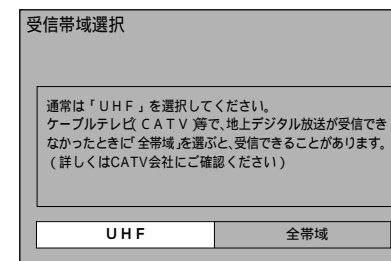 受信帯域選択
通常は「UHF」を選択してください。
ケーブルテレビ(CATV)等で、地上デジタル放送が受信でき
なかったときに「全帯域」を選ぶと、受信できることがあります。
(詳しくはCATV会社にご確認ください)
UHF 全帯域